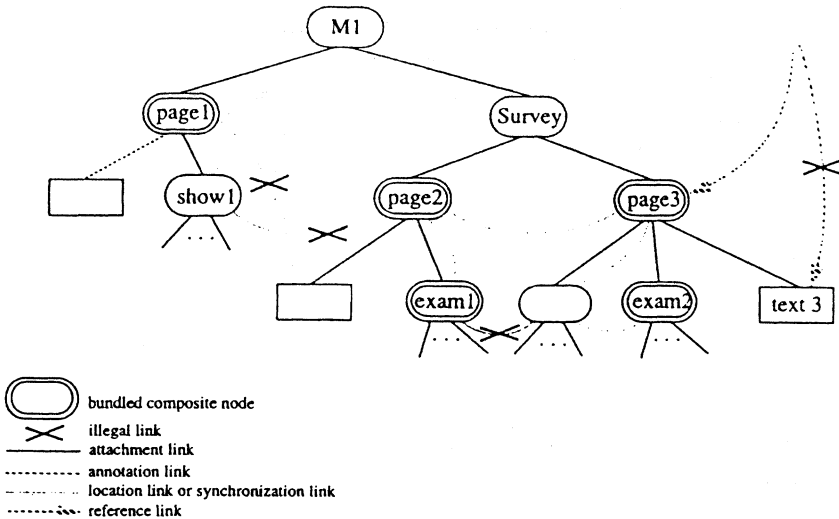 M1
page1
Survey
show1
page2
page3
. . .
exam1
exam2
text 3
. . .
. . .
. . .
bundled composite node
illegal link
attachment link
annotation link
location link or synchronization link
reference link